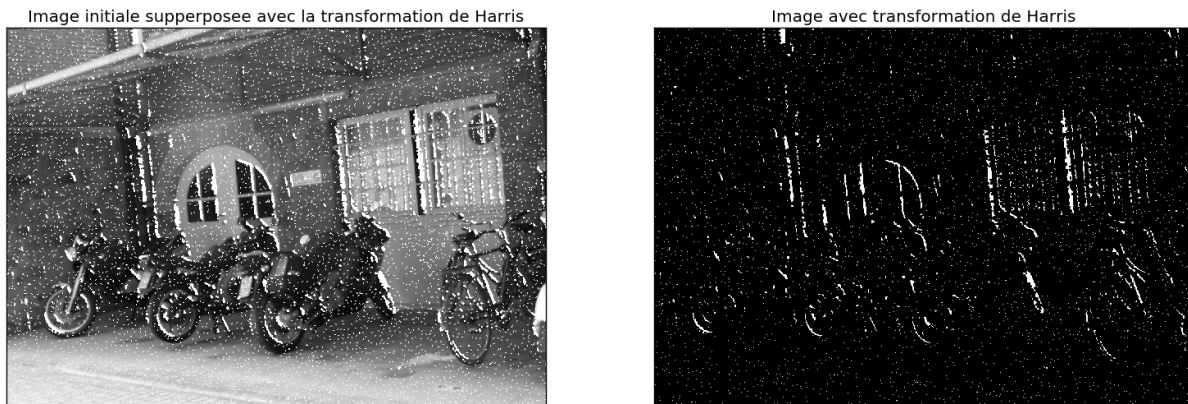 Image initiale supperposee avec la transformation de Harris
Image avec transformation de Harris